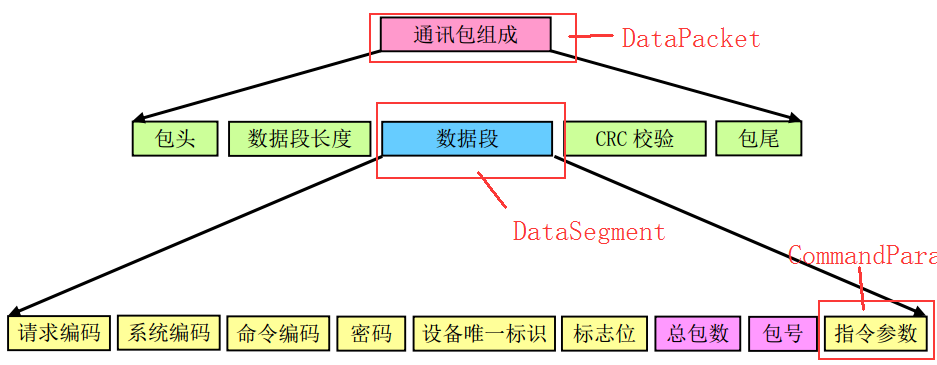 通讯包组成
DataPacket
包头
数据段长度
数据段
CRC 校验
包尾
DataSegment
CommandPara
请求编码
系统编码
命令编码
密码
设备唯一标识
标志位
总包数
包号
指令参数